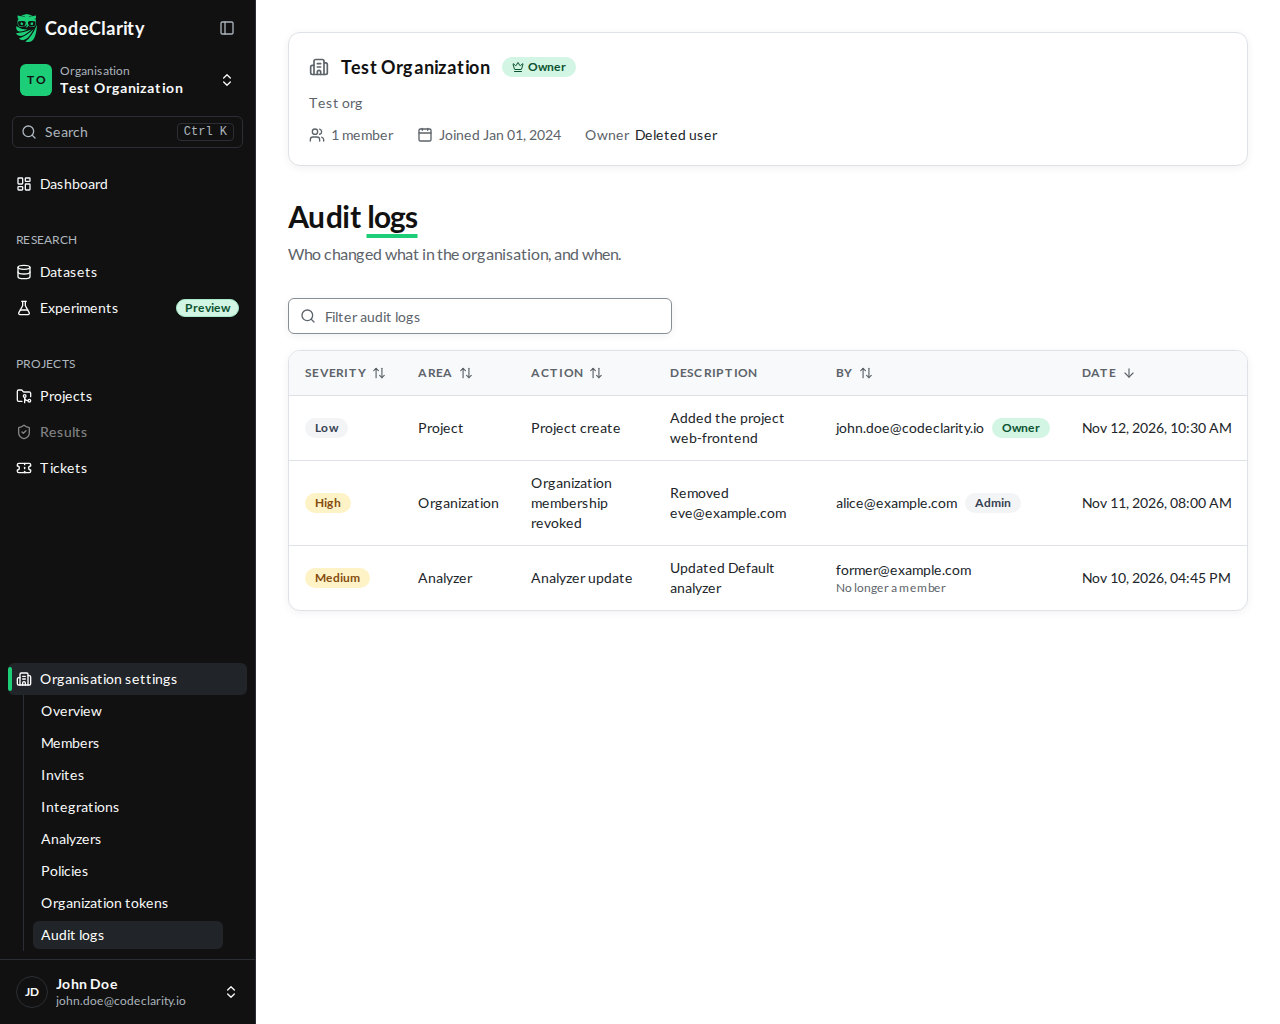 CodeClarity
TO
Organisation
Test Organization
Search
Ctrl K
Dashboard
RESEARCH
Datasets
Experiments
Preview
PROJECTS
Projects
Results
Tickets
Organisation settings
Overview
Members
Invites
Integrations
Analyzers
Policies
Organization tokens
Audit logs
JD
John Doe
john.doe@codeclarity.io
Test Organization
Owner
Test org
1 member
Joined Jan 01, 2024
Owner Deleted user
Audit logs
Who changed what in the organisation, and when.
Filter audit logs
SEVERITY
AREA
ACTION
DESCRIPTION
BY
DATE
Low
Project
Project create
Added the project
web-frontend
john.doe@codeclarity.io
Owner
Nov 12, 2026, 10:30 AM
High
Organization
Organization
membership
revoked
Removed
eve@example.com
alice@example.com
Admin
Nov 11, 2026, 08:00 AM
Medium
Analyzer
Analyzer update
Updated Default
analyzer
former@example.com
No longer a member
Nov 10, 2026, 04:45 PM